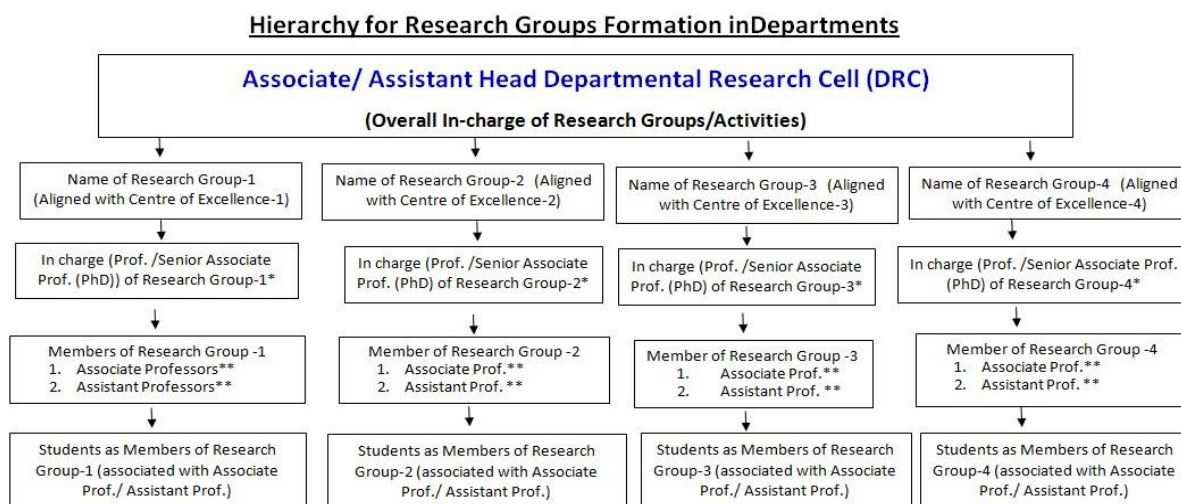 Hierarchy for Research Groups Formation inDepartments
Associate/ Assistant Head Departmental Research Cell (DRC)
(Overall In-charge of Research Groups/Activities)
Name of Research Group-1
(Aligned with Centre of Excellence-1)
Name of Research Group-2 (Aligned
with Centre of Excellence-2)
Name of Research Group-3 (Aligned
with Centre of Excellence-3)
Name of Research Group-4 (Aligned
with Centre of Excellence-4)
In charge (Prof. /Senior Associate
Prof. (PhD)) of Research Group-1*
In charge (Prof. /Senior Associate
Prof. (PhD) of Research Group-2*
In charge (Prof. /Senior Associate
Prof. (PhD) of Research Group-3*
In charge (Prof. /Senior Associate Prof.
(PhD) of Research Group-4*
Members of Research Group -1
1. Associate Professors**
2. Assistant Professors**
Member of Research Group -2
1. Associate Prof.**
2. Assistant Prof. **
Member of Research Group -3
1. Associate Prof.**
2. Assistant Prof. **
Member of Research Group -4
1. Associate Prof.**
2. Assistant Prof. **
Students as Members of Research
Group-1 (associated with Associate
Prof./ Assistant Prof.)
Students as Members of Research
Group-2 (associated with Associate
Prof./ Assistant Prof.)
Students as Members of Research
Group-3 (associated with Associate
Prof./ Assistant Prof.)
Students as Members of Research
Group-4 (associated with Associate
Prof./ Assistant Prof.)